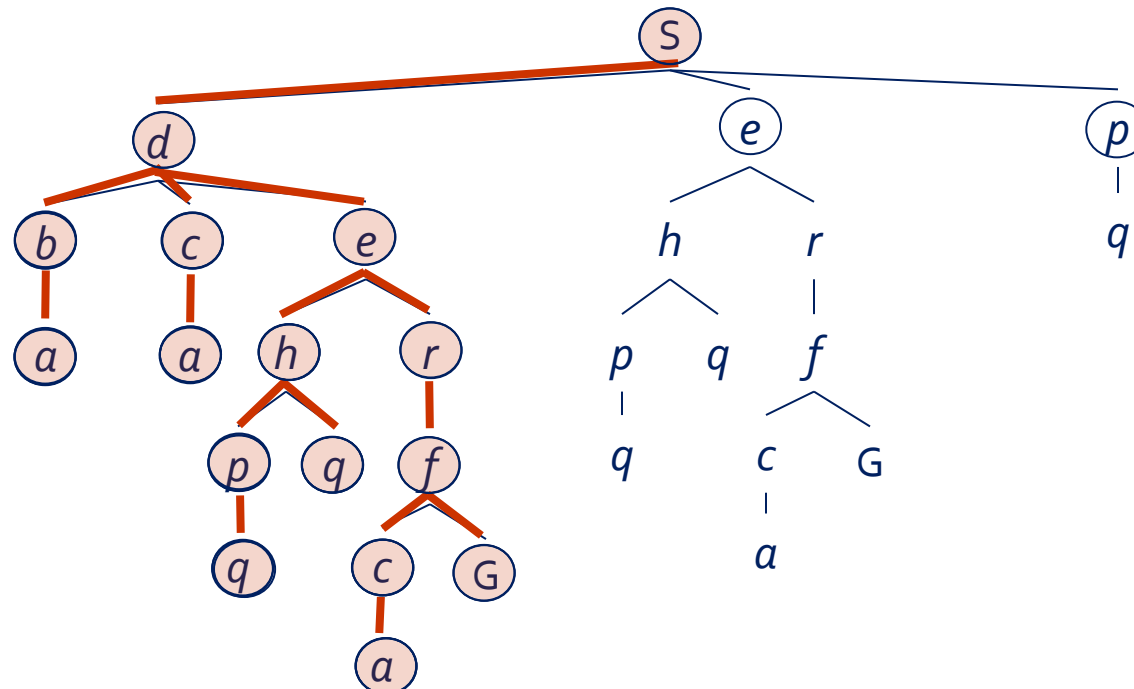 S
d e p
b c e h r q
a a h r p q f
p q f q c G
q c G a
a